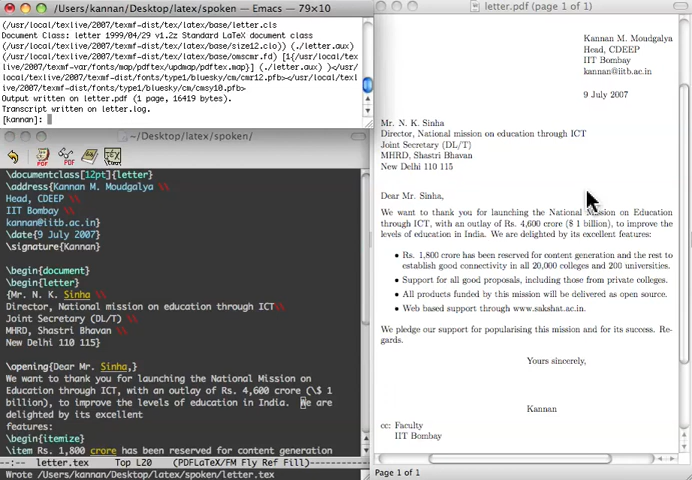 spoken/ — Emacs — 79×10
(/usr/local/texlive/2007/texmf-dist/tex/latex/base/letter.cls
Document Class: letter 1999/04/29 v1.2z Standard LaTeX document class
(/usr/local/texlive/2007/texmf-dist/tex/latex/base/size12.clo)) (./letter.aux)
(/usr/local/texlive/2007/texmf-dist/tex/latex/base/omscmr.fd) [1{/usr/local/tex
live/2007/texmf-var/fonts/map/pdftex/updmap/pdftex.map}] (./letter.aux) )</usr/l
ocal/texlive/2007/texmf-dist/fonts/type1/bluesky/cm/cmr12.pfb></usr/local/texl
ive/2007/texmf-dist/fonts/type1/bluesky/cm/cmsy10.pfb>
Output written on letter.pdf (1 page, 16419 bytes).
Transcript written on letter.log.
[kannan]:
~/Desktop/latex/spoken/
\documentclass[12pt]{letter}
\address{Kannan M. Moudgalya \\
Head, CDEEP \\
IIT Bombay \\
kannan@iitb.ac.in}
\date{9 July 2007}
\signature{Kannan}
\begin{document}
\begin{letter}
{Mr. N. K. Sinha \\
Director, National mission on education through ICT\\
Joint Secretary (DL/T) \\
MHRD, Shastri Bhavan \\
New Delhi 110 115}
\opening{Dear Mr. Sinha,}
We want to thank you for launching the National Mission on
Education through ICT, with an outlay of Rs. 4,600 crore (\$ 1
billion), to improve the levels of education in India.  We are
delighted by its excellent
features:
\begin{itemize}
\item Rs. 1,800 crore has been reserved for content generation
-:-- letter.tex Top L20 (PDFLaTeX/FM Fly Ref Fill)
Wrote /Users/kannan/Desktop/latex/spoken/letter.tex
letter.pdf (page 1 of 1)
Kannan M. Moudgalya
Head, CDEEP
IIT Bombay
kannan@iitb.ac.in
9 July 2007
Mr. N. K. Sinha
Director, National mission on education through ICT
Joint Secretary (DL/T)
MHRD, Shastri Bhavan
New Delhi 110 115
Dear Mr. Sinha,
We want to thank you for launching the National Mission on Education
through ICT, with an outlay of Rs. 4,600 crore ($ 1 billion), to improve the
levels of education in India. We are delighted by its excellent features:
• Rs. 1,800 crore has been reserved for content generation and the rest to
establish good connectivity in all 20,000 colleges and 200 universities.
• Support for all good proposals, including those from private colleges.
• All products funded by this mission will be delivered as open source.
• Web based support through www.sakshat.ac.in.
We pledge our support for popularising this mission and for its success. Re-
gards.
Yours sincerely,
Kannan
cc: Faculty
IIT Bombay
Page 1 of 1